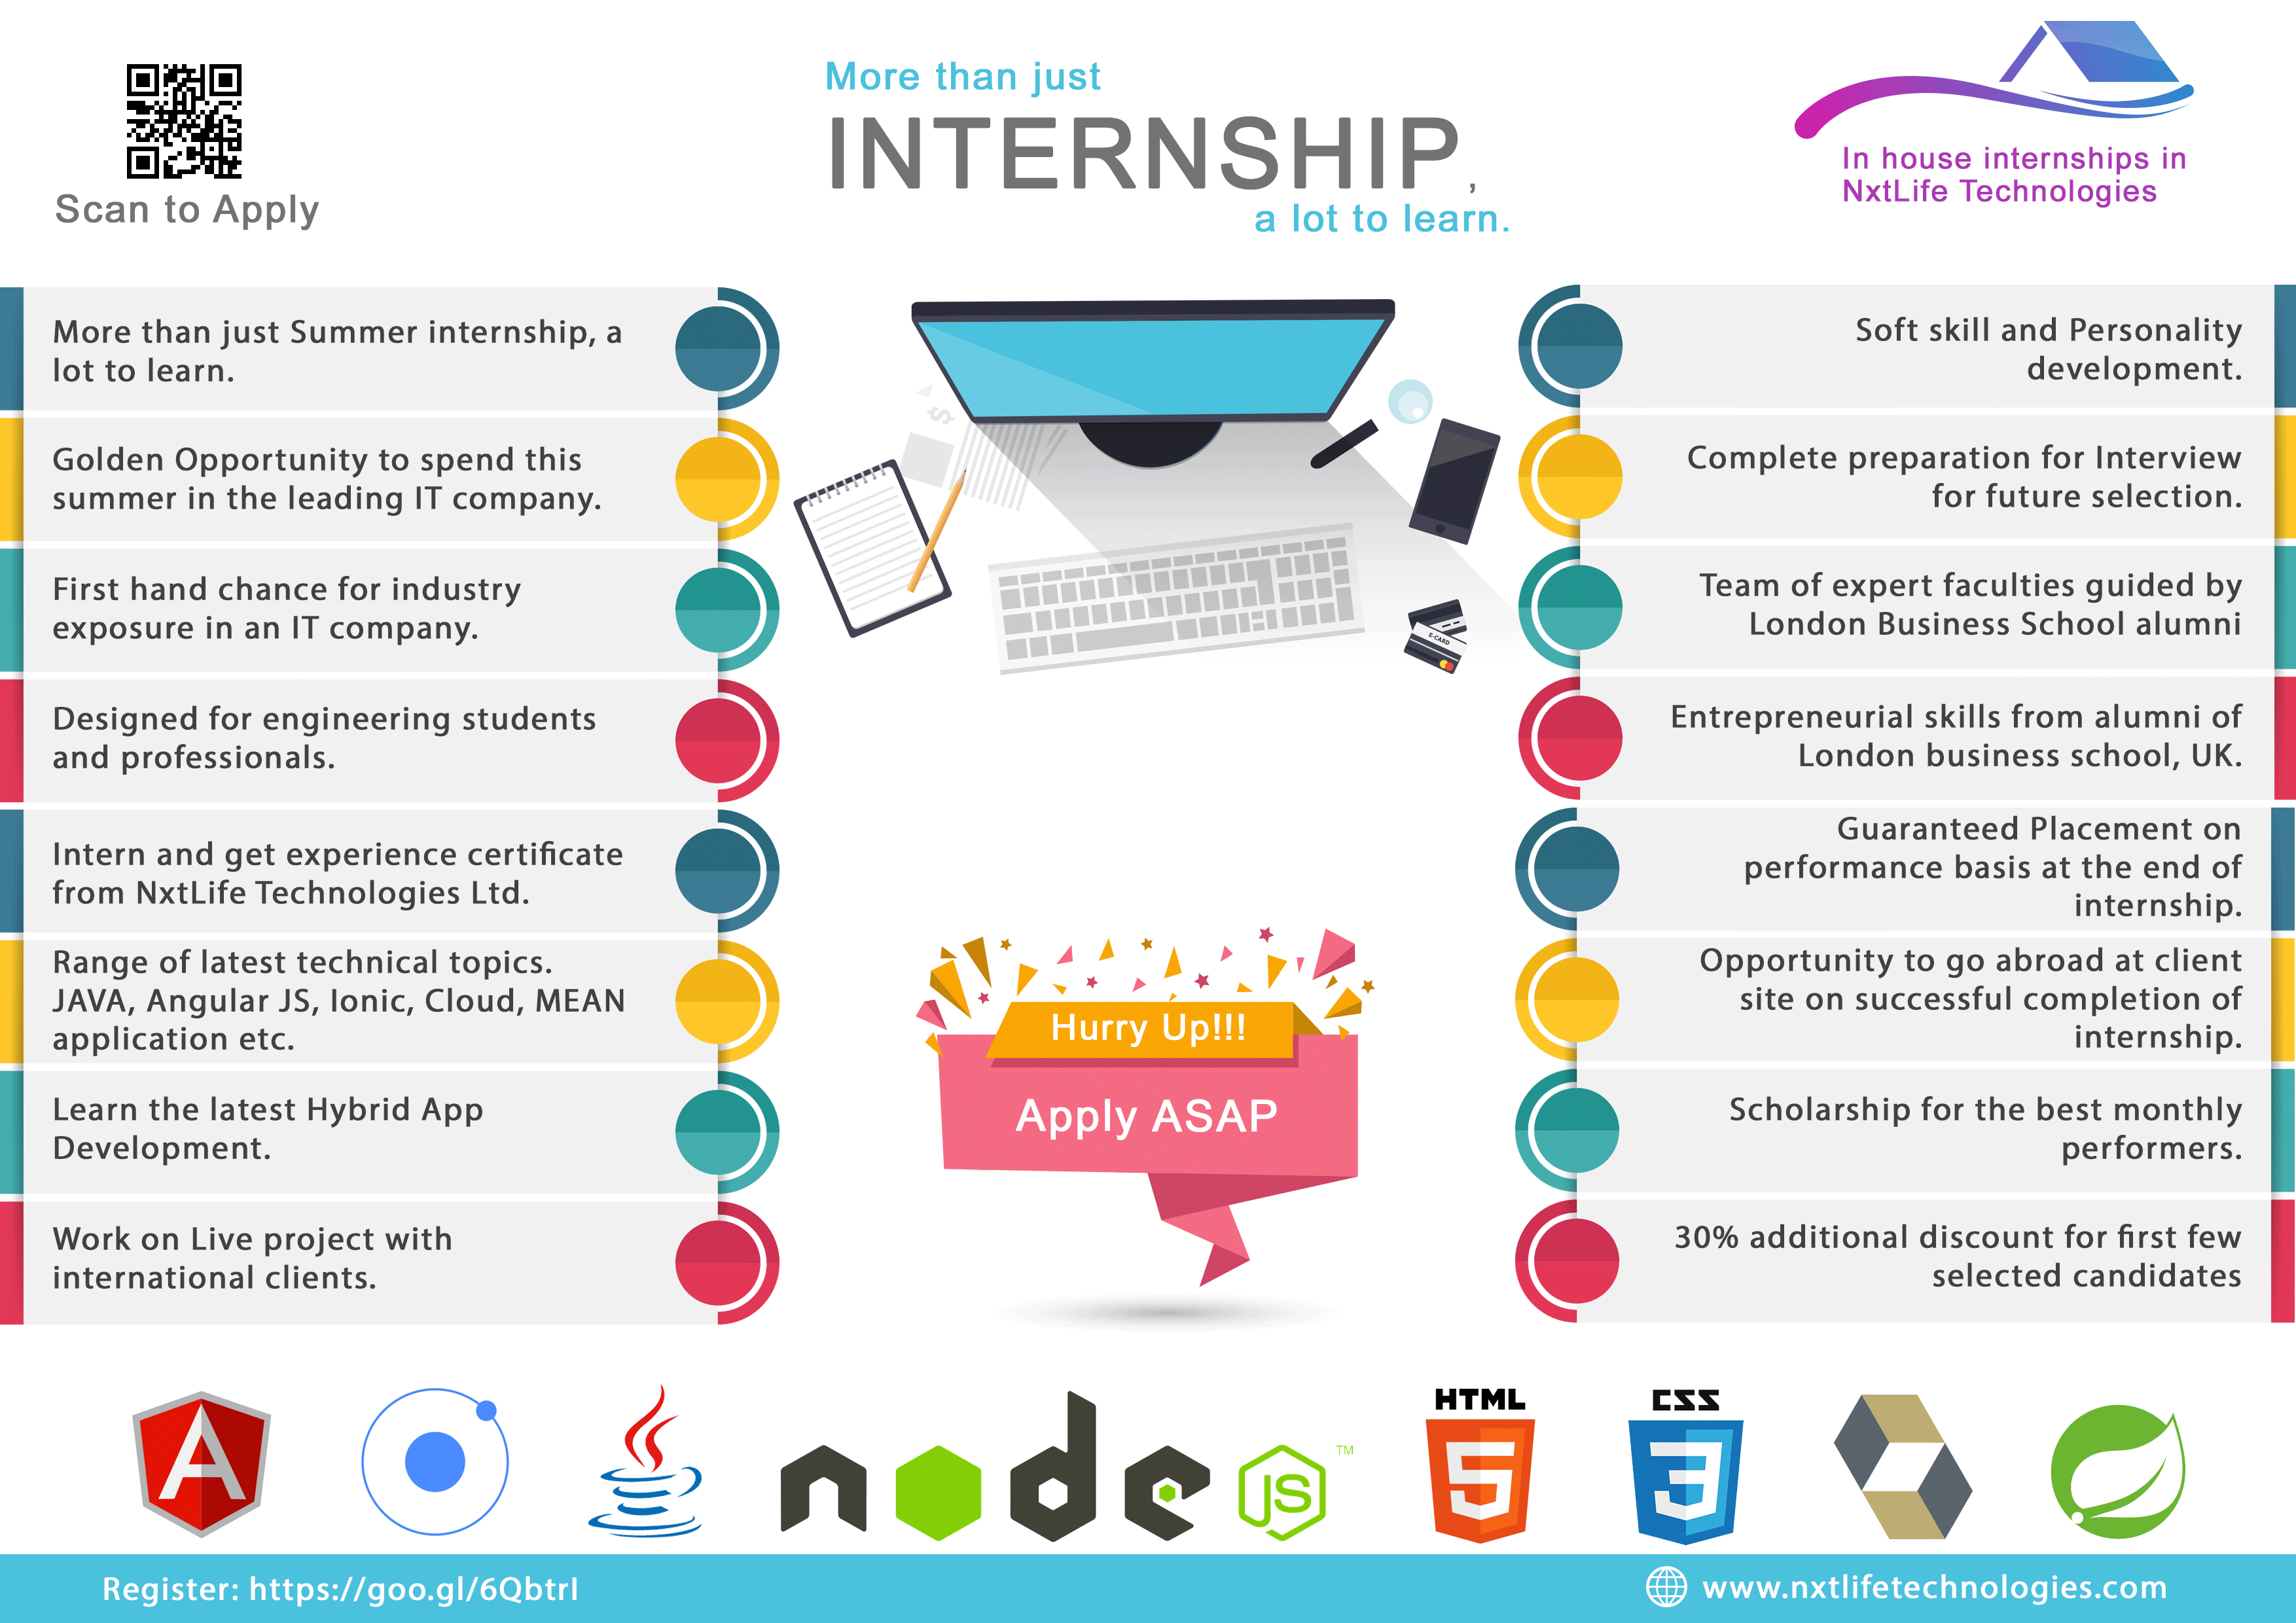 Scan to Apply
More than just
INTERNSHIP,
a lot to learn.
In house internships in
NxtLife Technologies
More than just Summer internship, a
lot to learn.
Golden Opportunity to spend this
summer in the leading IT company.
First hand chance for industry
exposure in an IT company.
Designed for engineering students
and professionals.
Intern and get experience certificate
from NxtLife Technologies Ltd.
Range of latest technical topics.
JAVA, Angular JS, Ionic, Cloud, MEAN
application etc.
Learn the latest Hybrid App
Development.
Work on Live project with
international clients.
$
E-CARD
Hurry Up!!!
Apply ASAP
Soft skill and Personality
development.
Complete preparation for Interview
for future selection.
Team of expert faculties guided by
London Business School alumni
Entrepreneurial skills from alumni of
London business school, UK.
Guaranteed Placement on
performance basis at the end of
internship.
Opportunity to go abroad at client
site on successful completion of
internship.
Scholarship for the best monthly
performers.
30% additional discount for first few
selected candidates
A
node
JS
TM
HTML
5
CSS
3
Register: https://goo.gl/6QbtrI
www.nxtlifetechnologies.com